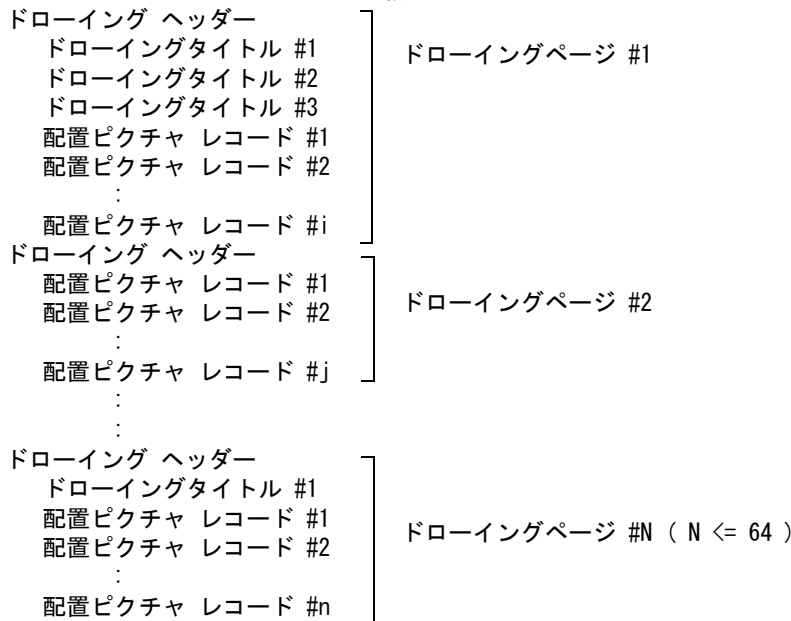 ドローイング ヘッダー
ドローイングタイトル #1
ドローイングタイトル #2
ドローイングタイトル #3
配置ピクチャ レコード #1
配置ピクチャ レコード #2
:
配置ピクチャ レコード #i
ドローイングページ #1
ドローイング ヘッダー
配置ピクチャ レコード #1
配置ピクチャ レコード #2
:
配置ピクチャ レコード #j
ドローイングページ #2
:
:
ドローイング ヘッダー
ドローイングタイトル #1
配置ピクチャ レコード #1
配置ピクチャ レコード #2
:
配置ピクチャ レコード #n
ドローイングページ #N ( N <= 64 )